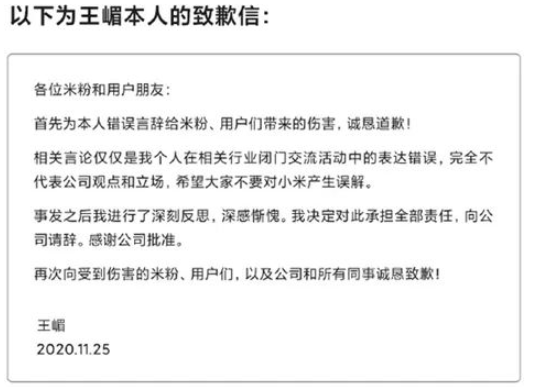 以下为王嵋本人的致歉信：
各位米粉和用户朋友：
首先为本人错误言辞给米粉、用户们带来的伤害，诚恳道歉！
相关言论仅仅是我个人在相关行业闭门交流活动中的表达错误，完全不
代表公司观点和立场，希望大家不要对小米产生误解。
事发之后我进行了深刻反思，深感惭愧。我决定对此承担全部责任，向公
司请辞。感谢公司批准。
再次向受到伤害的米粉、用户们，以及公司和所有同事诚恳致歉！
王嵋
2020.11.25